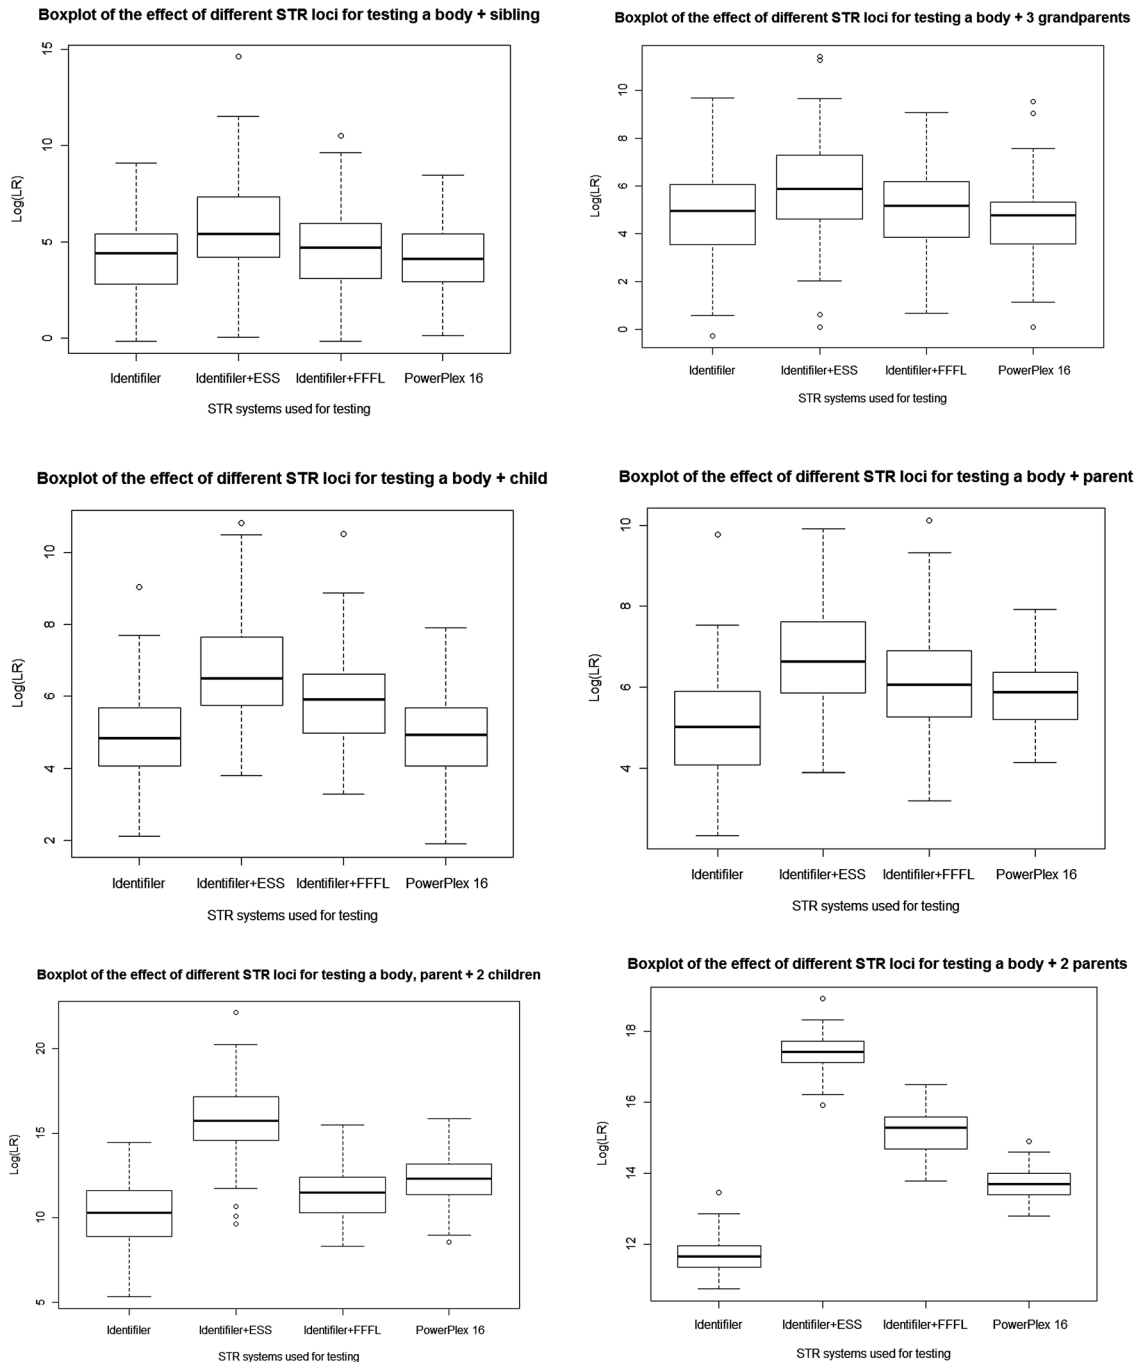 Boxplot of the effect of different STR loci for testing a body + sibling
Log(LR)
15
10
5
0
Identifiler
Identifiler+ESS
Identifiler+FFFL
PowerPlex 16
STR systems used for testing
Boxplot of the effect of different STR loci for testing a body + 3 grandparents
Log(LR)
10
8
6
4
2
0
Identifiler
Identifiler+ESS
Identifiler+FFFL
PowerPlex 16
STR systems used for testing
Boxplot of the effect of different STR loci for testing a body + child
Log(LR)
10
8
6
4
2
Identifiler
Identifiler+ESS
Identifiler+FFFL
PowerPlex 16
STR systems used for testing
Boxplot of the effect of different STR loci for testing a body + parent
Log(LR)
10
8
6
4
Identifiler
Identifiler+ESS
Identifiler+FFFL
PowerPlex 16
STR systems used for testing
Boxplot of the effect of different STR loci for testing a body, parent + 2 children
Log(LR)
20
15
10
5
Identifiler
Identifiler+ESS
Identifiler+FFFL
PowerPlex 16
STR systems used for testing
Boxplot of the effect of different STR loci for testing a body + 2 parents
Log(LR)
18
16
14
12
Identifiler
Identifiler+ESS
Identifiler+FFFL
PowerPlex 16
STR systems used for testing